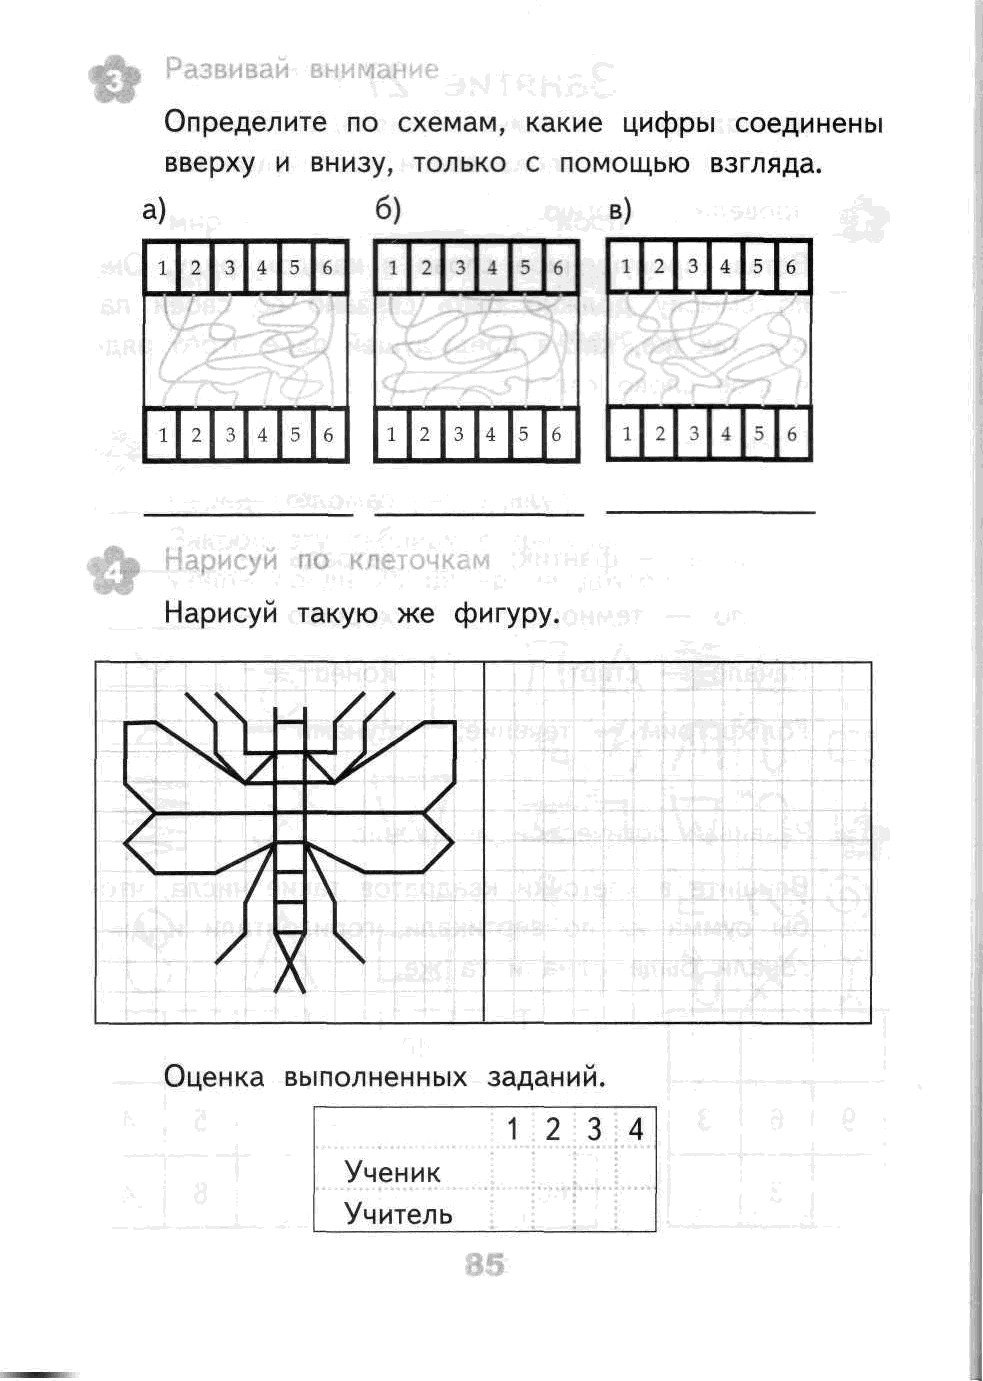 3 Развивай внимание
Определите по схемам, какие цифры соединены
вверху и внизу, только с помощью взгляда.
а) б) в)
1 2 3 4 5 6 1 2 3 4 5 6 1 2 3 4 5 6
1 2 3 4 5 6 1 2 3 4 5 6 1 2 3 4 5 6
4 Нарисуй по клеточкам
Нарисуй такую же фигуру.
Оценка выполненных заданий.
1 2 3 4
Ученик
Учитель
85